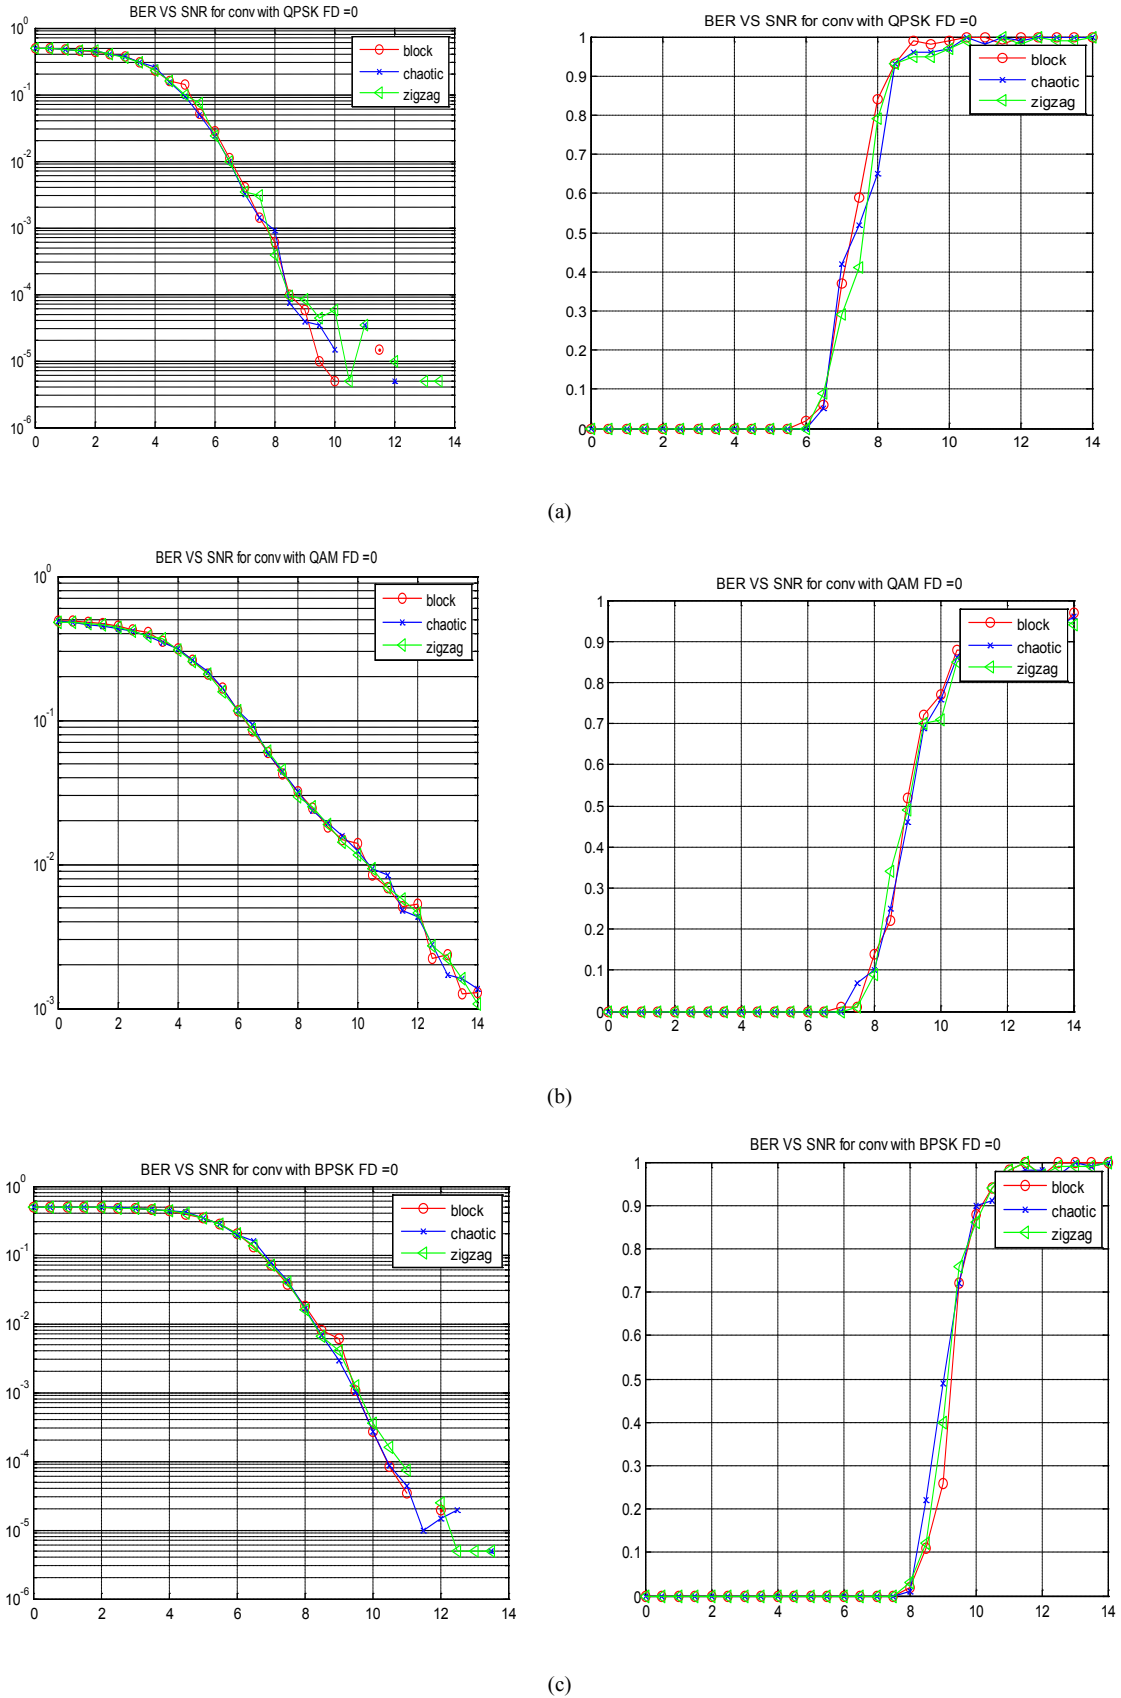 BER VS SNR for conv with QPSK FD =0
10^0
10^-1
10^-2
10^-3
10^-4
10^-5
10^-6
0 2 4 6 8 10 12 14
block
chaotic
zigzag
BER VS SNR for conv with QPSK FD =0
1
0.9
0.8
0.7
0.6
0.5
0.4
0.3
0.2
0.1
0
0 2 4 6 8 10 12 14
block
chaotic
zigzag
(a)
BER VS SNR for conv with QAM FD =0
10^0
10^-1
10^-2
10^-3
0 2 4 6 8 10 12 14
block
chaotic
zigzag
BER VS SNR for conv with QAM FD =0
1
0.9
0.8
0.7
0.6
0.5
0.4
0.3
0.2
0.1
0
0 2 4 6 8 10 12 14
block
chaotic
zigzag
(b)
BER VS SNR for conv with BPSK FD =0
10^0
10^-1
10^-2
10^-3
10^-4
10^-5
10^-6
0 2 4 6 8 10 12 14
block
chaotic
zigzag
BER VS SNR for conv with BPSK FD =0
1
0.9
0.8
0.7
0.6
0.5
0.4
0.3
0.2
0.1
0
0 2 4 6 8 10 12 14
block
chaotic
zigzag
(c)